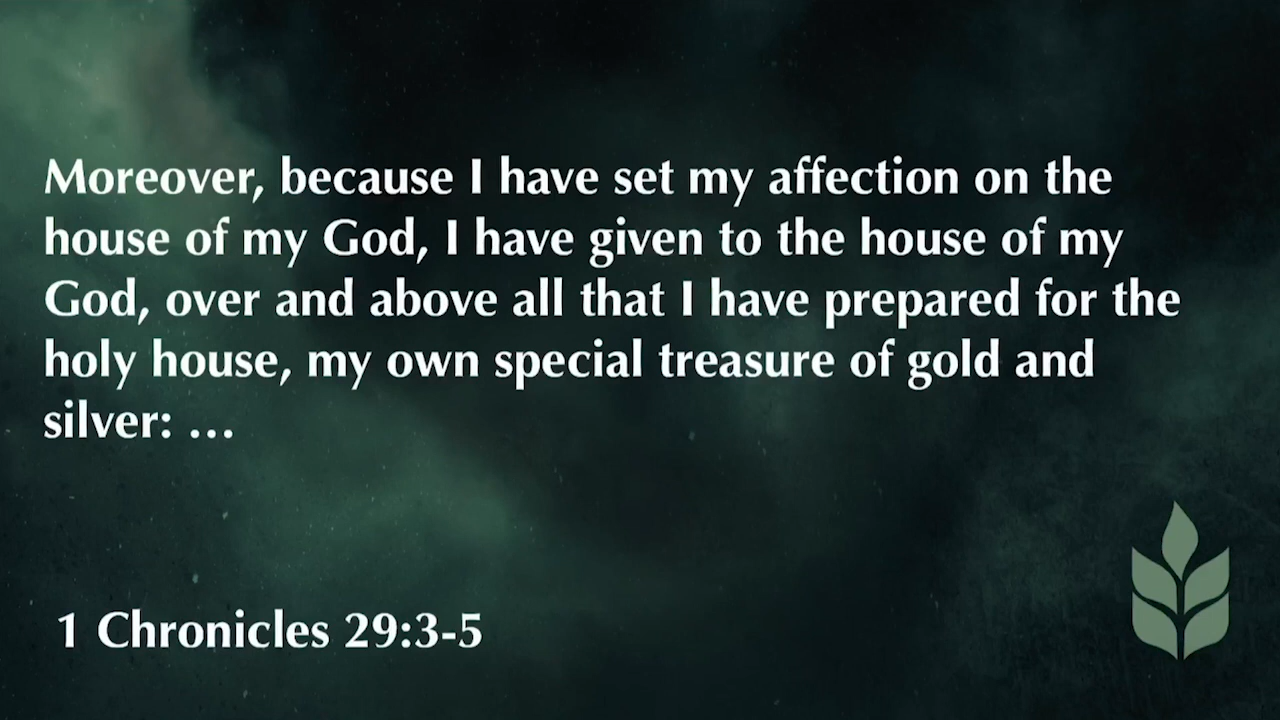 Moreover, because I have set my affection on the
house of my God, I have given to the house of my
God, over and above all that I have prepared for the
holy house, my own special treasure of gold and
silver: …
1 Chronicles 29:3-5